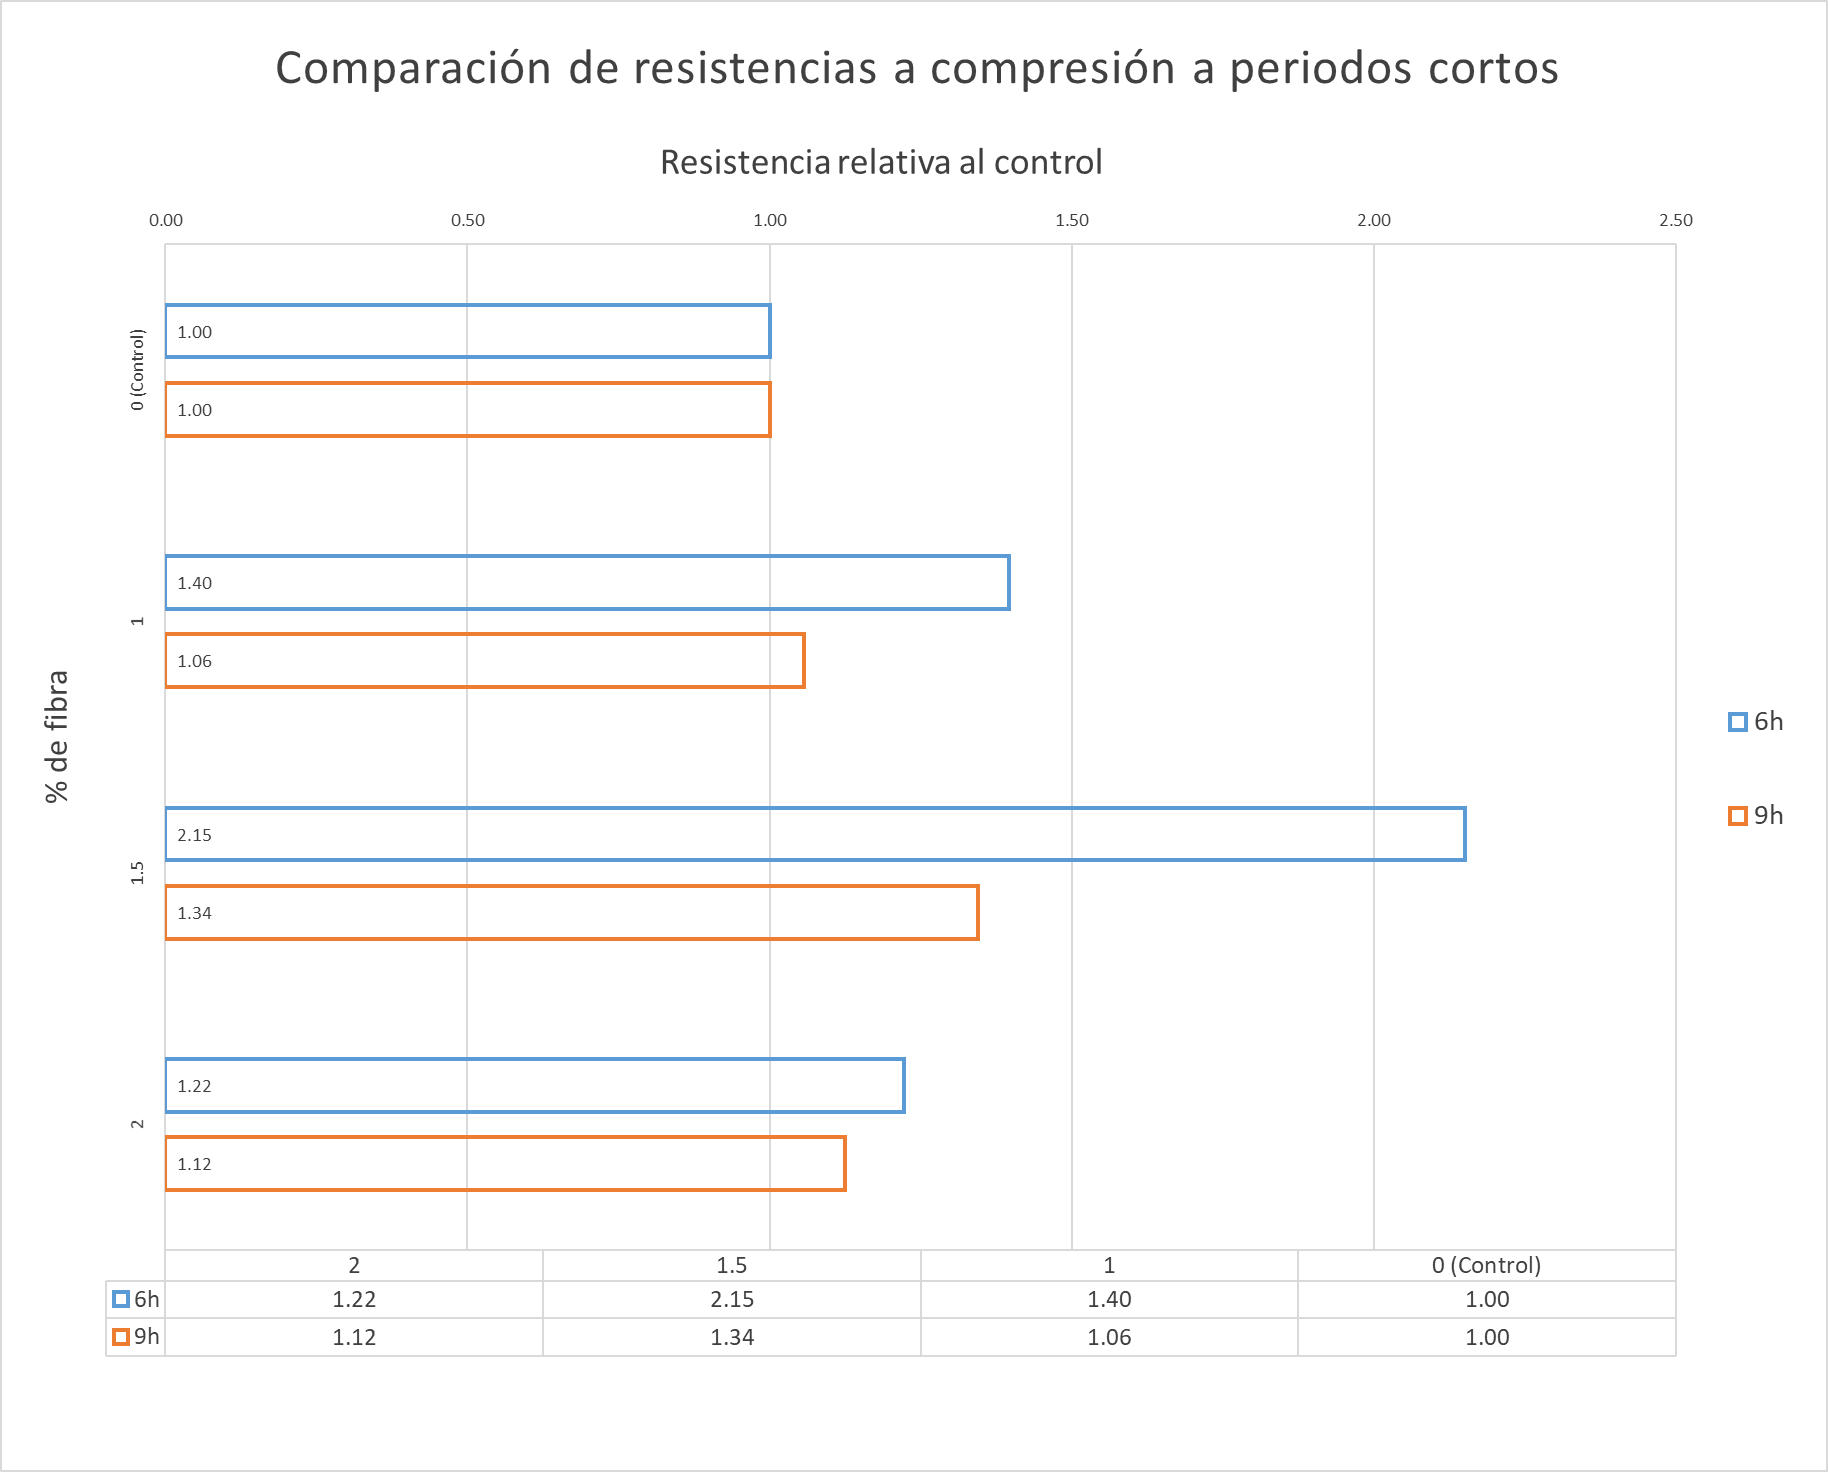 Comparación de resistencias a compresión a periodos cortos
Resistencia relativa al control
0.00 0.50 1.00 1.50 2.00 2.50
0 (Control)
1.00
1.00
1
1.40
1.06
% de fibra
1.5
2.15
1.34
2
1.22
1.12
6h
9h
2 1.5 1 0 (Control)
6h 1.22 2.15 1.40 1.00
9h 1.12 1.34 1.06 1.00